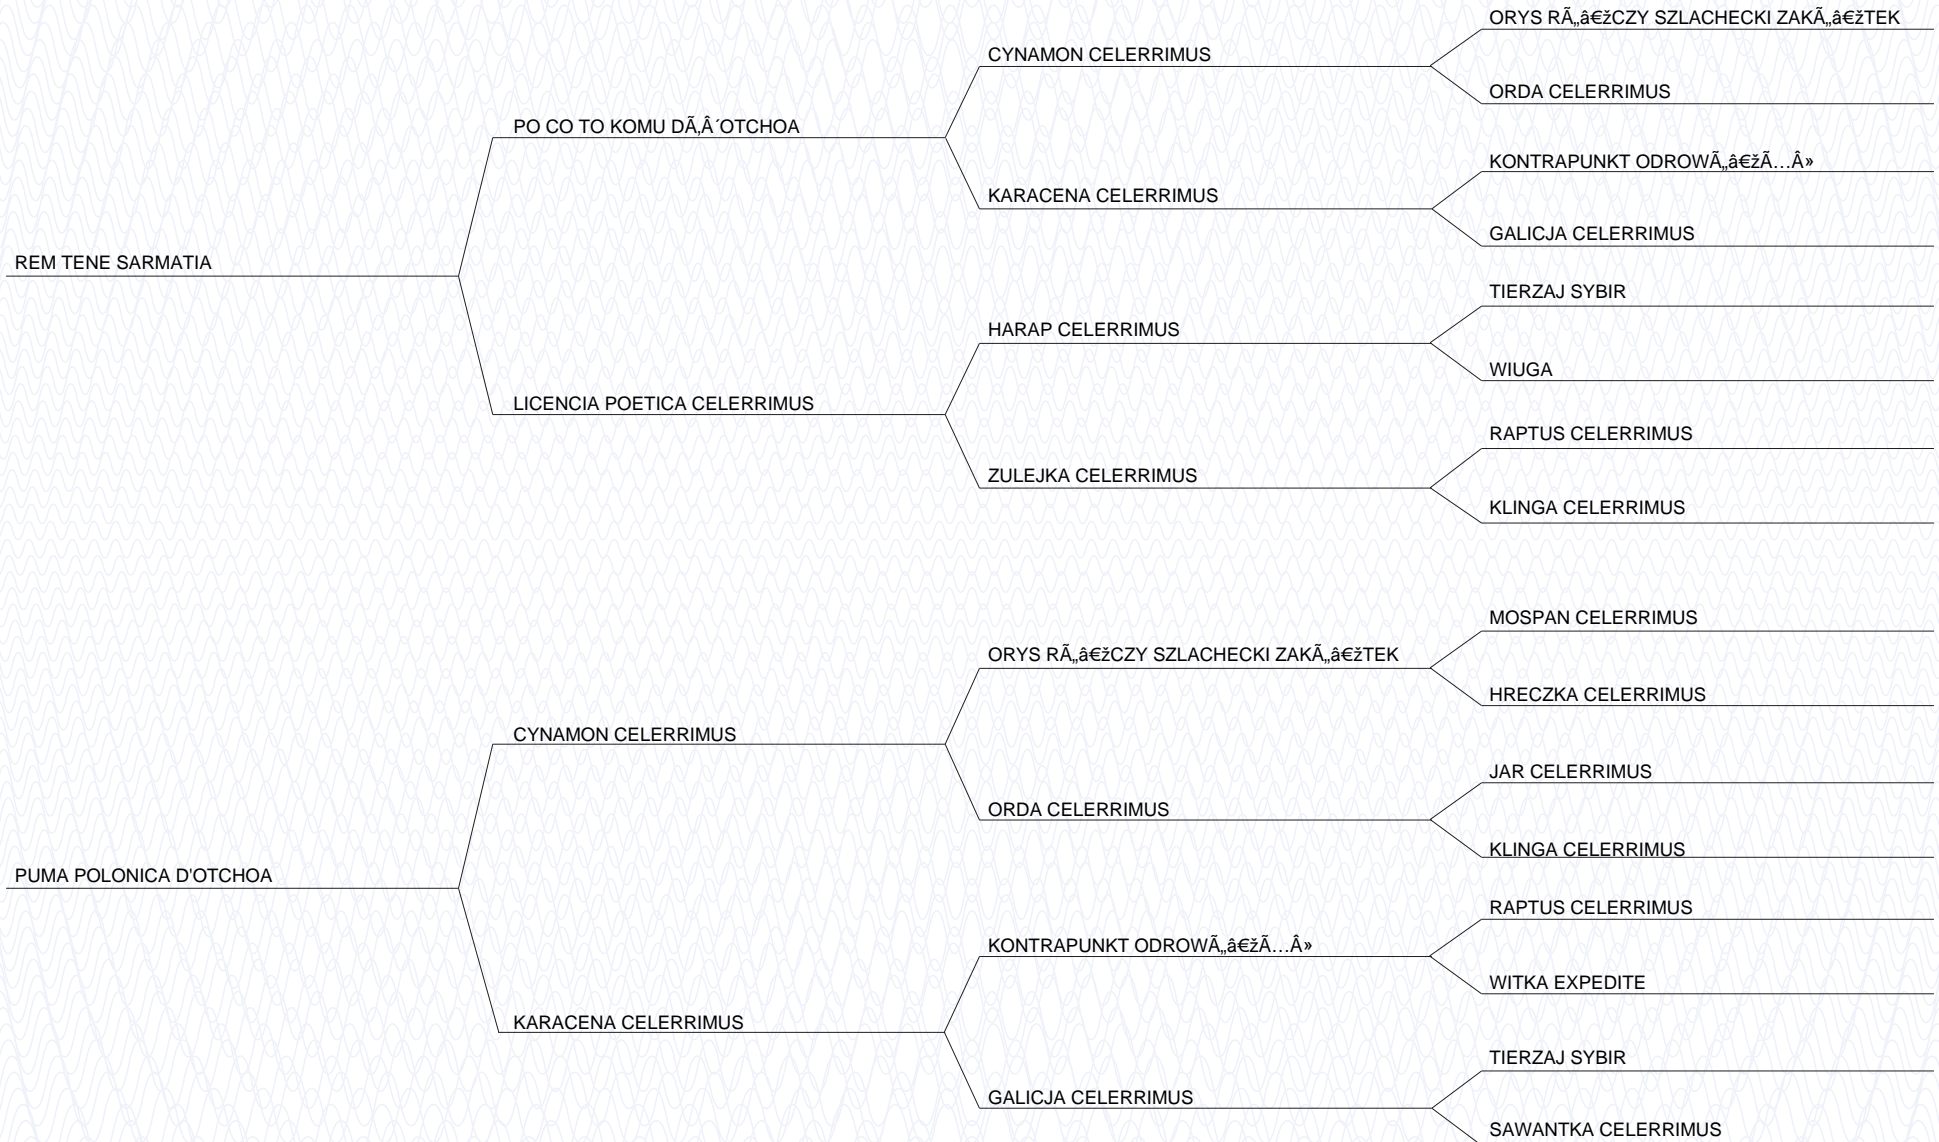 ORYS RÃ„â€žCZY SZLACHECKI ZAKÃ„â€žTEK
CYNAMON CELERRIMUS
ORDA CELERRIMUS
PO CO TO KOMU DÃ‚Â´OTCHOA
KONTRAPUNKT ODROWÃ„â€žÃ…Â»
KARACENA CELERRIMUS
GALICJA CELERRIMUS
REM TENE SARMATIA
TIERZAJ SYBIR
HARAP CELERRIMUS
WIUGA
LICENCIA POETICA CELERRIMUS
RAPTUS CELERRIMUS
ZULEJKA CELERRIMUS
KLINGA CELERRIMUS
MOSPAN CELERRIMUS
ORYS RÃ„â€žCZY SZLACHECKI ZAKÃ„â€žTEK
HRECZKA CELERRIMUS
CYNAMON CELERRIMUS
JAR CELERRIMUS
ORDA CELERRIMUS
KLINGA CELERRIMUS
PUMA POLONICA D'OTCHOA
RAPTUS CELERRIMUS
KONTRAPUNKT ODROWÃ„â€žÃ…Â»
WITKA EXPEDITE
KARACENA CELERRIMUS
TIERZAJ SYBIR
GALICJA CELERRIMUS
SAWANTKA CELERRIMUS